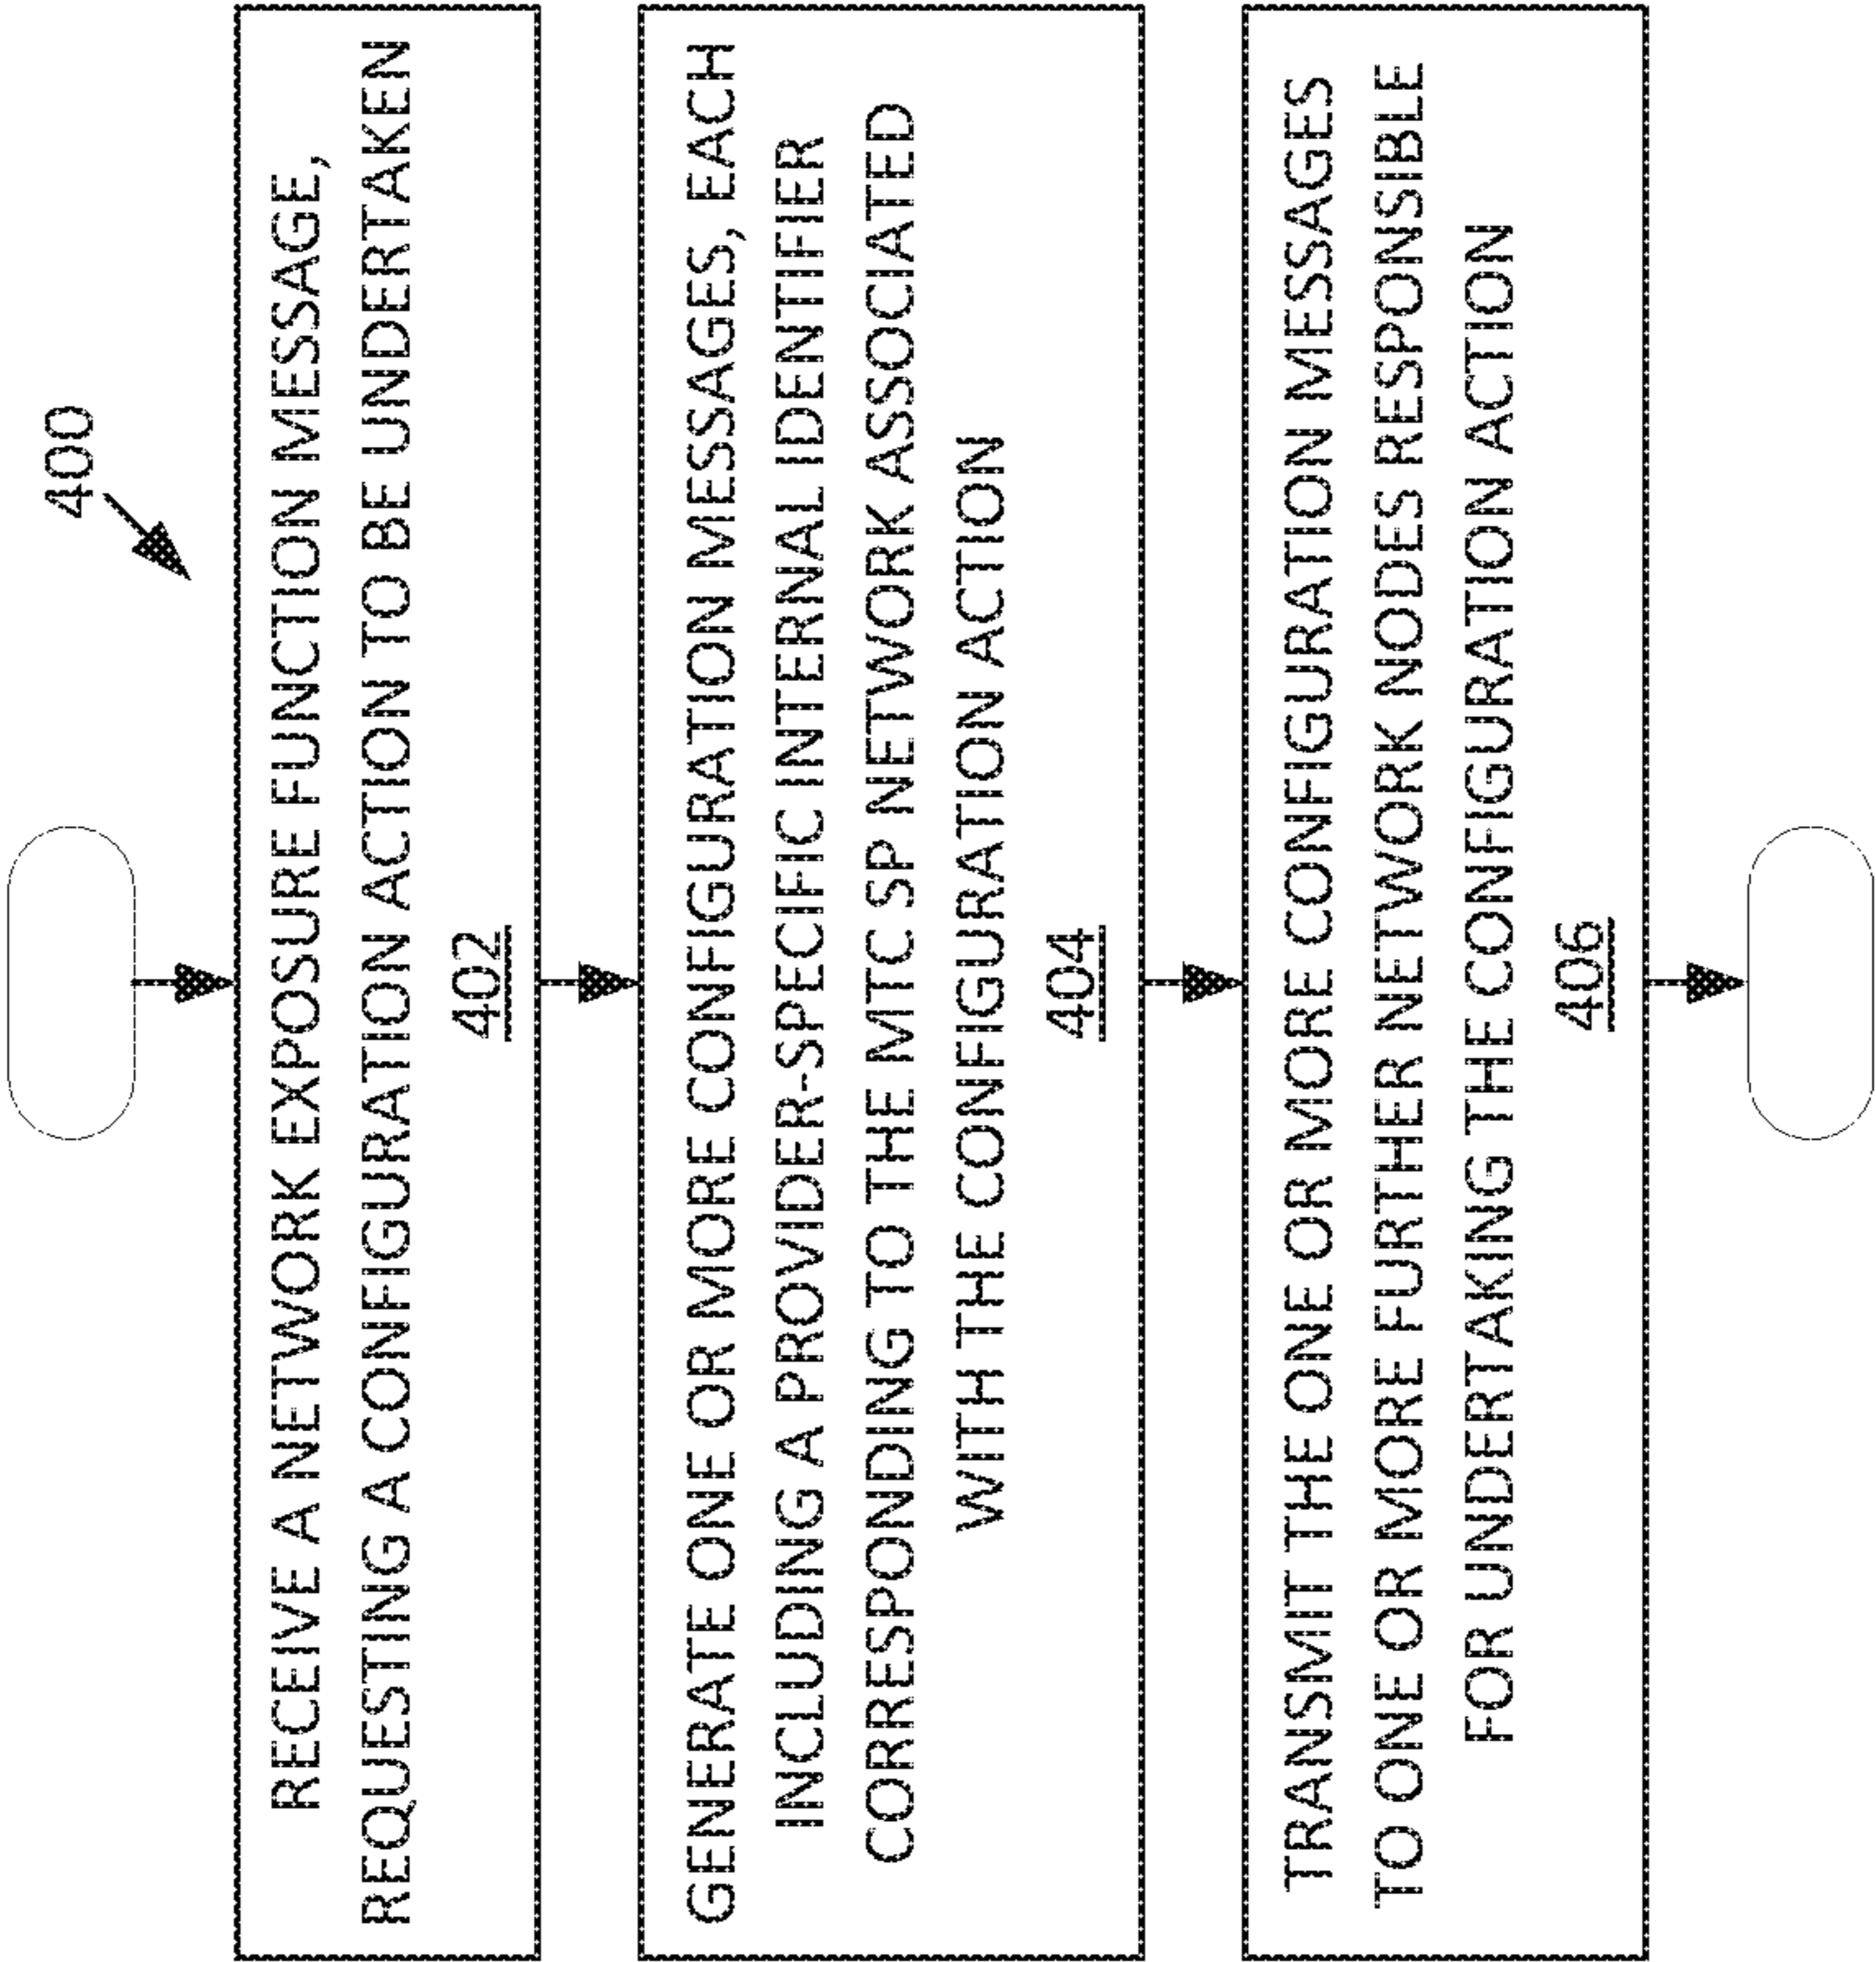 400
RECEIVE A NETWORK EXPOSURE FUNCTION MESSAGE,
REQUESTING A CONFIGURATION ACTION TO BE UNDERTAKEN
402
GENERATE ONE OR MORE CONFIGURATION MESSAGES, EACH
INCLUDING A PROVIDER-SPECIFIC INTERNAL IDENTIFIER
CORRESPONDING TO THE MTC SP NETWORK ASSOCIATED
WITH THE CONFIGURATION ACTION
404
TRANSMIT THE ONE OR MORE CONFIGURATION MESSAGES
TO ONE OR MORE FURTHER NETWORK NODES RESPONSIBLE
FOR UNDERTAKING THE CONFIGURATION ACTION
406